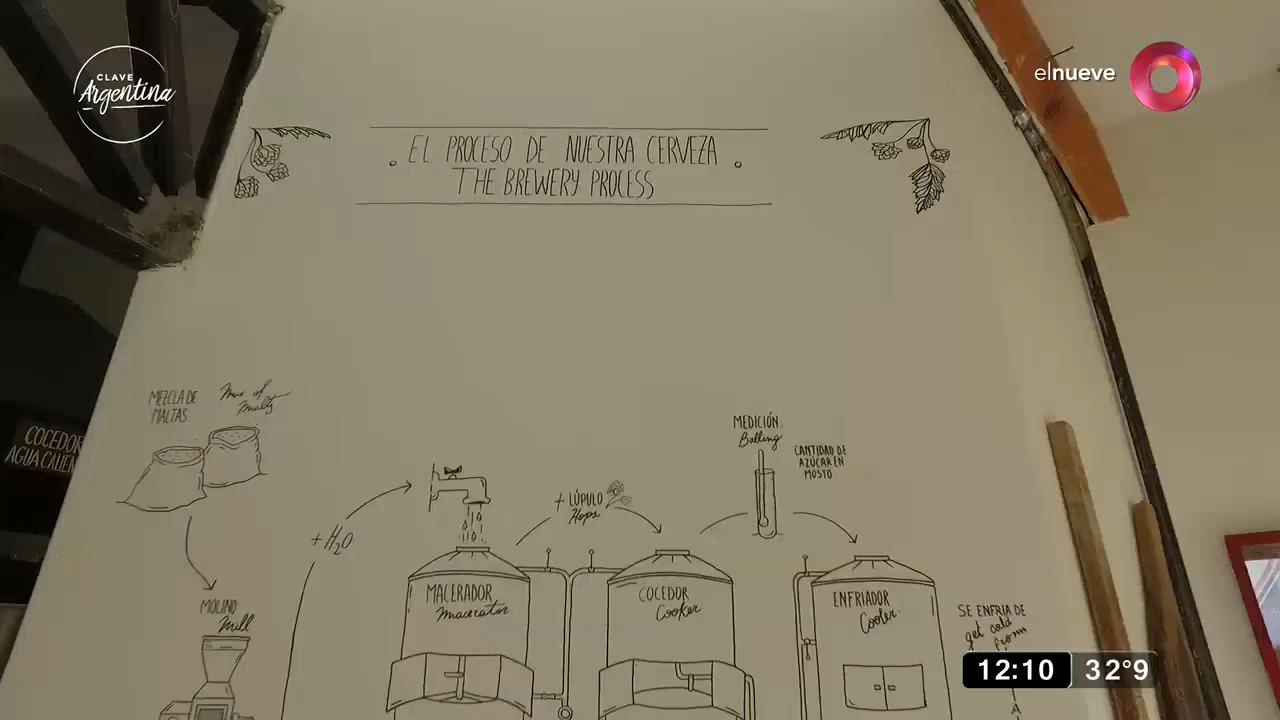 CLAVE
Argentina
elnueve
EL PROCESO DE NUESTRA CERVEZA
THE BREWERY PROCESS
MEZCLA DE
MALTAS
Mix of
Malts
COCEDOR
AGUA CALIEN
MEDICIÓN:
Balling
CANTIDAD DE
AZÚCAR EN
MOSTO
+ LÚPULO
Hops
+ H2O
MOLINO
Mill
MACERADOR
Macerator
COCEDOR
Cooker
ENFRIADOR
Cooler
SE ENFRIA DE
get cold
from
12:10 32°9